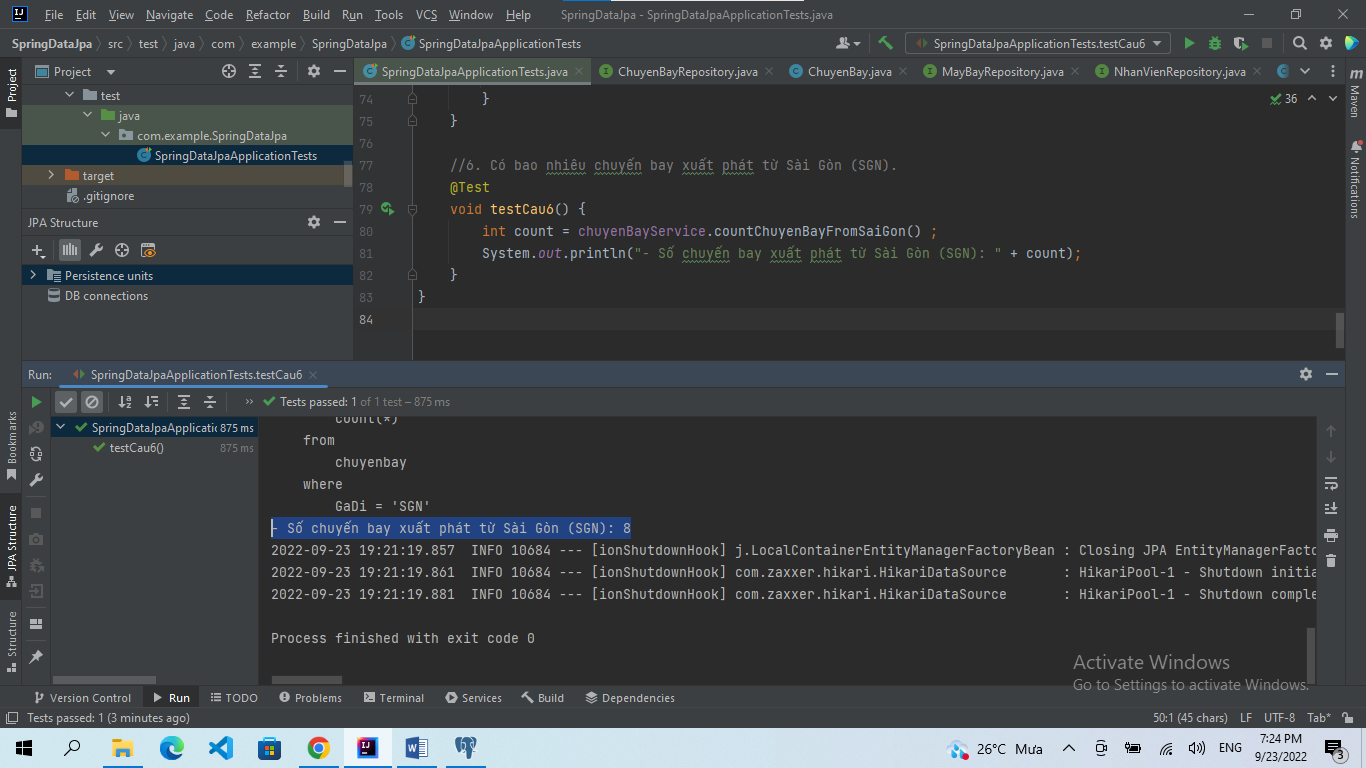 File Edit View Navigate Code Refactor Build Run Tools VCS Window Help SpringDataJpa - SpringDataJpaApplicationTests.java
SpringDataJpa src test java com example SpringDataJpa SpringDataJpaApplicationTests SpringDataJpaApplicationTests.testCau6
Project SpringDataJpaApplicationTests.java ChuyenBayRepository.java ChuyenBay.java MayBayRepository.java NhanVienRepository.java
Project
Maven
Notifications
Bookmarks
JPA Structure
Structure
test
java
com.example.SpringDataJpa
SpringDataJpaApplicationTests
target
.gitignore
JPA Structure
Persistence units
DB connections
36
74 }
75 }
76
77 //6. Có bao nhiêu chuyến bay xuất phát từ Sài Gòn (SGN).
78 @Test
79 void testCau6() {
80 int count = chuyenBayService.countChuyenBayFromSaiGon() ;
81 System.out.println("- Số chuyến bay xuất phát từ Sài Gòn (SGN): " + count);
82 }
83 }
84
Run: SpringDataJpaApplicationTests.testCau6
Tests passed: 1 of 1 test – 875 ms
SpringDataJpaApplicatic 875 ms
testCau6() 875 ms
count(*)
from
chuyenbay
where
GaDi = 'SGN'
- Số chuyến bay xuất phát từ Sài Gòn (SGN): 8
2022-09-23 19:21:19.857 INFO 10684 --- [ionShutdownHook] j.LocalContainerEntityManagerFactoryBean : Closing JPA EntityManagerFacto
2022-09-23 19:21:19.861 INFO 10684 --- [ionShutdownHook] com.zaxxer.hikari.HikariDataSource : HikariPool-1 - Shutdown initia
2022-09-23 19:21:19.881 INFO 10684 --- [ionShutdownHook] com.zaxxer.hikari.HikariDataSource : HikariPool-1 - Shutdown comple
Process finished with exit code 0
Activate Windows
Go to Settings to activate Windows.
Version Control Run TODO Problems Terminal Services Build Dependencies
Tests passed: 1 (3 minutes ago) 50:1 (45 chars) LF UTF-8 Tab*
26°C Mưa ENG 7:24 PM
9/23/2022
3